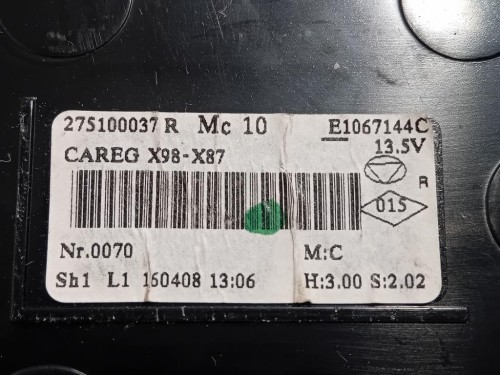 275100037 R Mc 10 E1067144C
13.5V
CAREG X98-X87
R
015
Nr.0070 M:C
Sh1 L1 160408 13:06 H:3.00 S:2.02